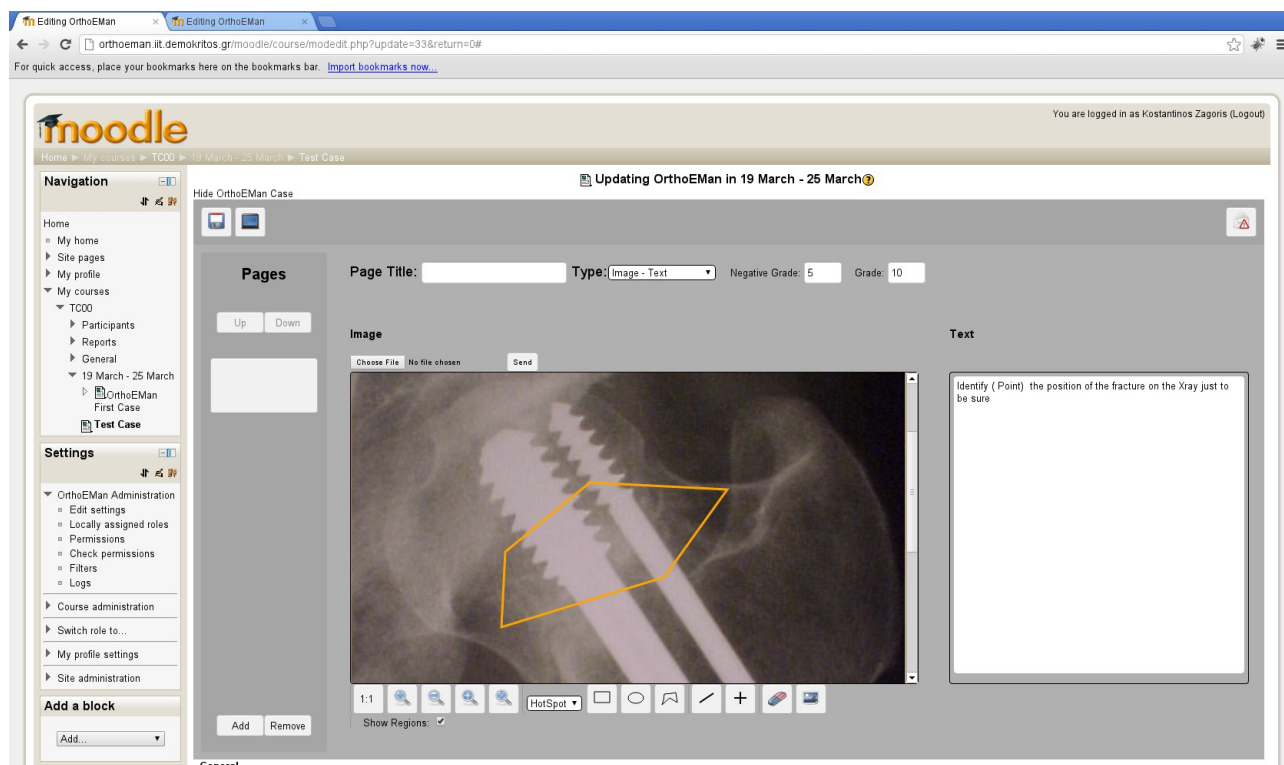 Editing OrthoEMan
Editing OrthoEMan
orthoeman.iit.demokritos.gr/moodle/course/modedit.php?update=33&return=0#
For quick access, place your bookmarks here on the bookmarks bar. Import bookmarks now...
moodle
You are logged in as Kostantinos Zagoris (Logout)
Home ► My courses ► TC00 ► 19 March - 25 March ► Test Case
Navigation
Home
My home
Site pages
My profile
My courses
TC00
Participants
Reports
General
19 March - 25 March
OrthoEMan
First Case
Test Case
Settings
OrthoEMan Administration
Edit settings
Locally assigned roles
Permissions
Check permissions
Filters
Logs
Course administration
Switch role to...
My profile settings
Site administration
Add a block
Add...
Updating OrthoEMan in 19 March - 25 March
Hide OrthoEMan Case
Pages
Up Down
Add Remove
Page Title: Type: Image - Text Negative Grade: 5 Grade: 10
Image
Choose File No file chosen Send
1:1 HotSpot
Show Regions:
Text
Identify ( Point) the position of the fracture on the Xray just to
be sure
General